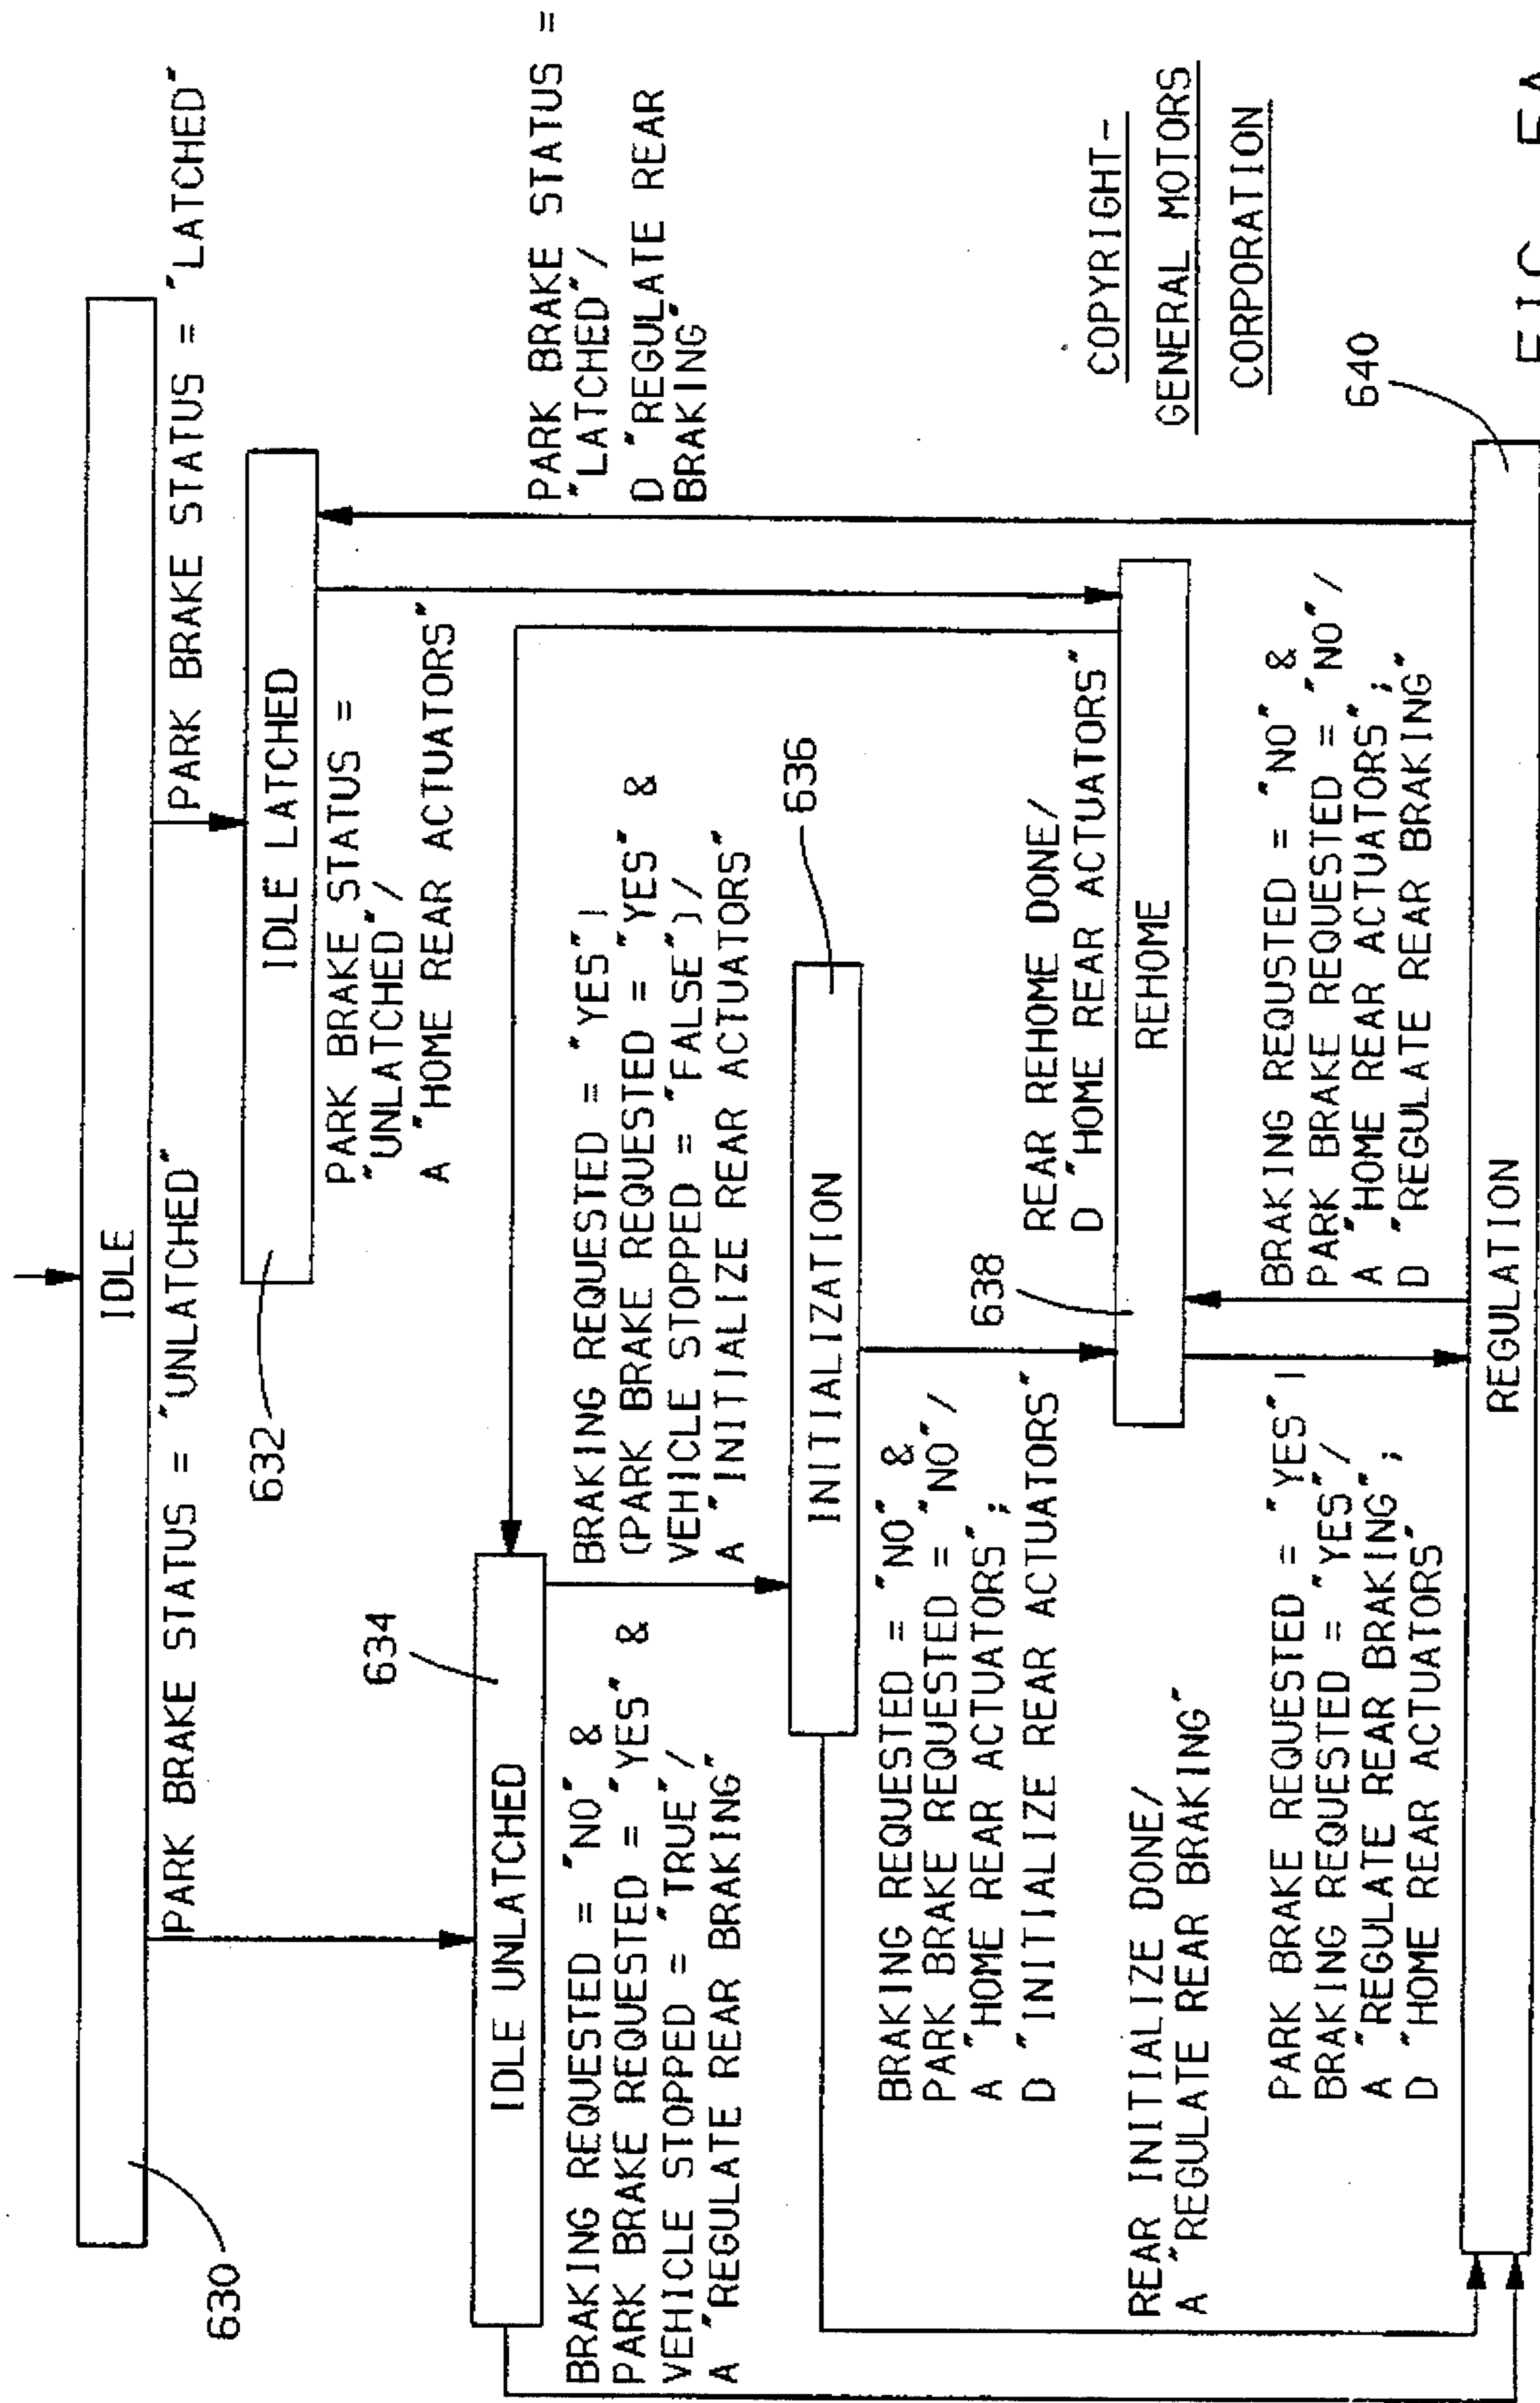 IDLE
630
PARK BRAKE STATUS = "UNLATCHED"
PARK BRAKE STATUS = "LATCHED"
632
IDLE LATCHED
PARK BRAKE STATUS =
"UNLATCHED"/
A "HOME REAR ACTUATORS"
PARK BRAKE STATUS =
"LATCHED"/
D "REGULATE REAR
BRAKING"
634
IDLE UNLATCHED
BRAKING REQUESTED = "NO" &
PARK BRAKE REQUESTED = "YES" &
VEHICLE STOPPED = "TRUE"/
A "REGULATE REAR BRAKING"
BRAKING REQUESTED = "YES"|
(PARK BRAKE REQUESTED = "YES" &
VEHICLE STOPPED = "FALSE")/
A "INITIALIZE REAR ACTUATORS"
636
INITIALIZATION
BRAKING REQUESTED = "NO" &
PARK BRAKE REQUESTED = "NO"/
A "HOME REAR ACTUATORS";
D "INITIALIZE REAR ACTUATORS"
638
REAR REHOME DONE/
D "HOME REAR ACTUATORS"
REHOME
REAR INITIALIZE DONE/
A "REGULATE REAR BRAKING"
PARK BRAKE REQUESTED = "YES"|
BRAKING REQUESTED = "YES"/
A "REGULATE REAR BRAKING";
D "HOME REAR ACTUATORS"
BRAKING REQUSTED = "NO" &
PARK BRAKE REQUESTED = "NO"/
A "HOME REAR ACTUATORS";
D "REGULATE REAR BRAKING"
COPYRIGHT-
GENERAL MOTORS
CORPORATION
640
REGULATION